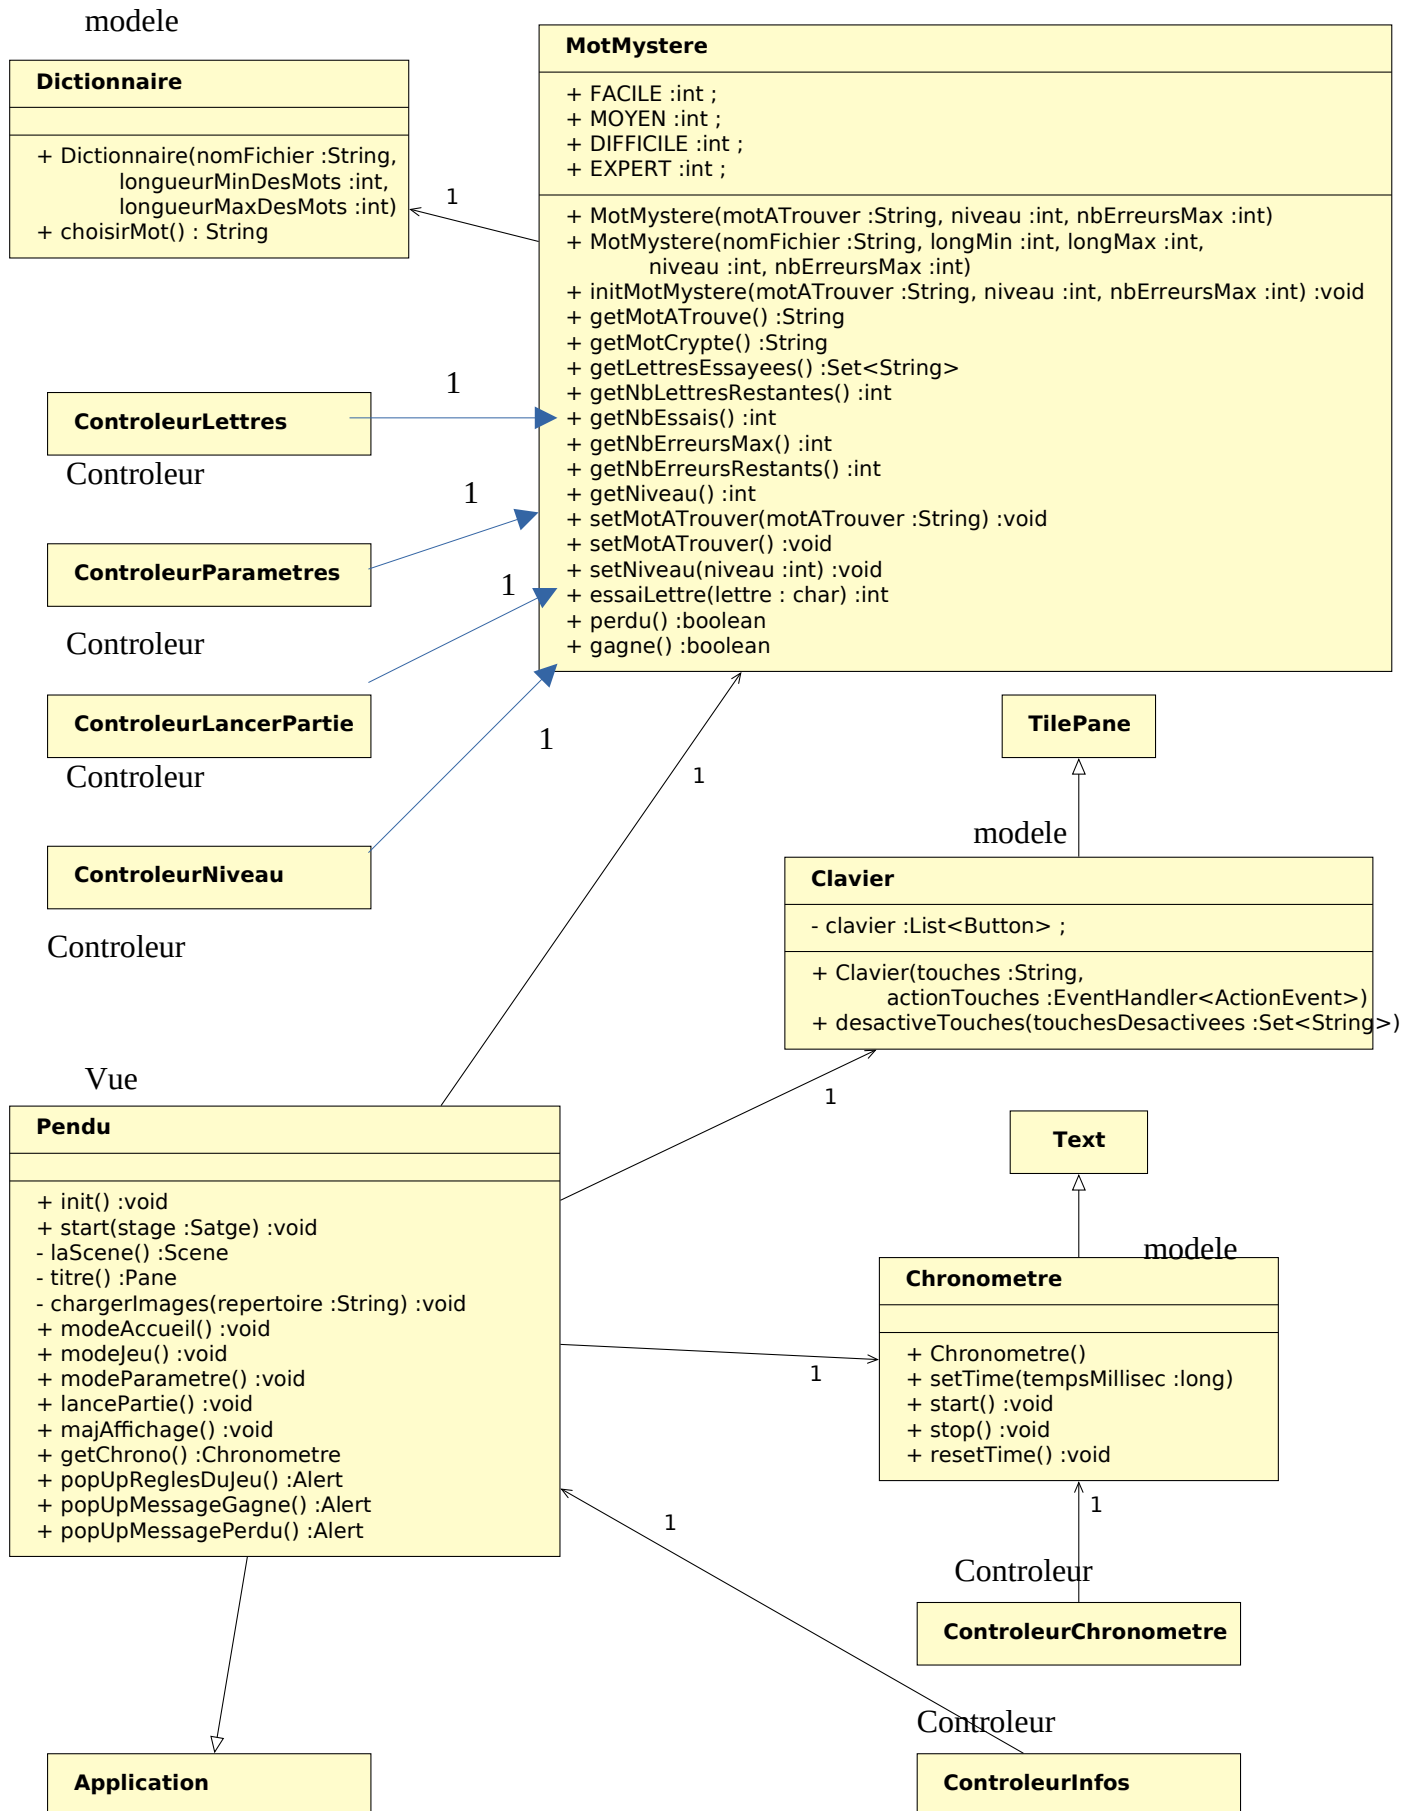 modele
Dictionnaire
+ Dictionnaire(nomFichier :String,
longueurMinDesMots :int,
longueurMaxDesMots :int)
+ choisirMot() : String
1
MotMystere
+ FACILE :int ;
+ MOYEN :int ;
+ DIFFICILE :int ;
+ EXPERT :int ;
+ MotMystere(motATrouver :String, niveau :int, nbErreursMax :int)
+ MotMystere(nomFichier :String, longMin :int, longMax :int,
niveau :int, nbErreursMax :int)
+ initMotMystere(motATrouver :String, niveau :int, nbErreursMax :int) :void
+ getMotATrouve() :String
+ getMotCrypte() :String
+ getLettresEssayees() :Set<String>
+ getNbLettresRestantes() :int
+ getNbEssais() :int
+ getNbErreursMax() :int
+ getNbErreursRestants() :int
+ getNiveau() :int
+ setMotATrouver(motATrouver :String) :void
+ setMotATrouver() :void
+ setNiveau(niveau :int) :void
+ essaiLettre(lettre : char) :int
+ perdu() :boolean
+ gagne() :boolean
1
ControleurLettres
Controleur
1
ControleurParametres
1
Controleur
ControleurLancerPartie
1
Controleur
ControleurNiveau
Controleur
1
TilePane
modele
Clavier
- clavier :List<Button> ;
+ Clavier(touches :String,
actionTouches :EventHandler<ActionEvent>)
+ desactiveTouches(touchesDesactivees :Set<String>)
1
Vue
Pendu
+ init() :void
+ start(stage :Satge) :void
- laScene() :Scene
- titre() :Pane
- chargerImages(repertoire :String) :void
+ modeAccueil() :void
+ modeJeu() :void
+ modeParametre() :void
+ lancePartie() :void
+ majAffichage() :void
+ getChrono() :Chronometre
+ popUpReglesDuJeu() :Alert
+ popUpMessageGagne() :Alert
+ popUpMessagePerdu() :Alert
Text
modele
Chronometre
+ Chronometre()
+ setTime(tempsMillisec :long)
+ start() :void
+ stop() :void
+ resetTime() :void
1
1
1
Controleur
ControleurChronometre
Controleur
Application
ControleurInfos